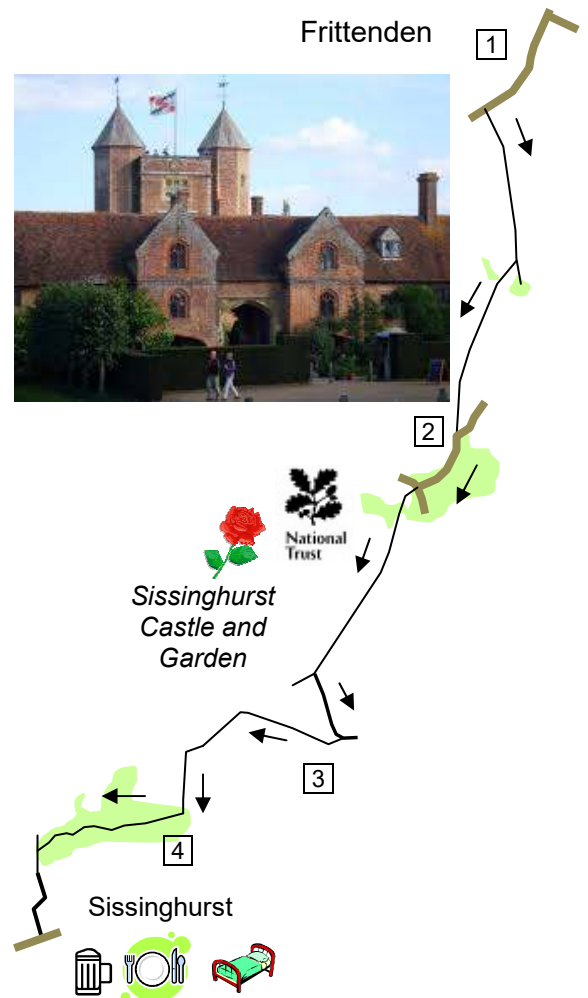 Frittenden
1
2
National
Trust
Sissinghurst
Castle and
Garden
3
4
Sissinghurst